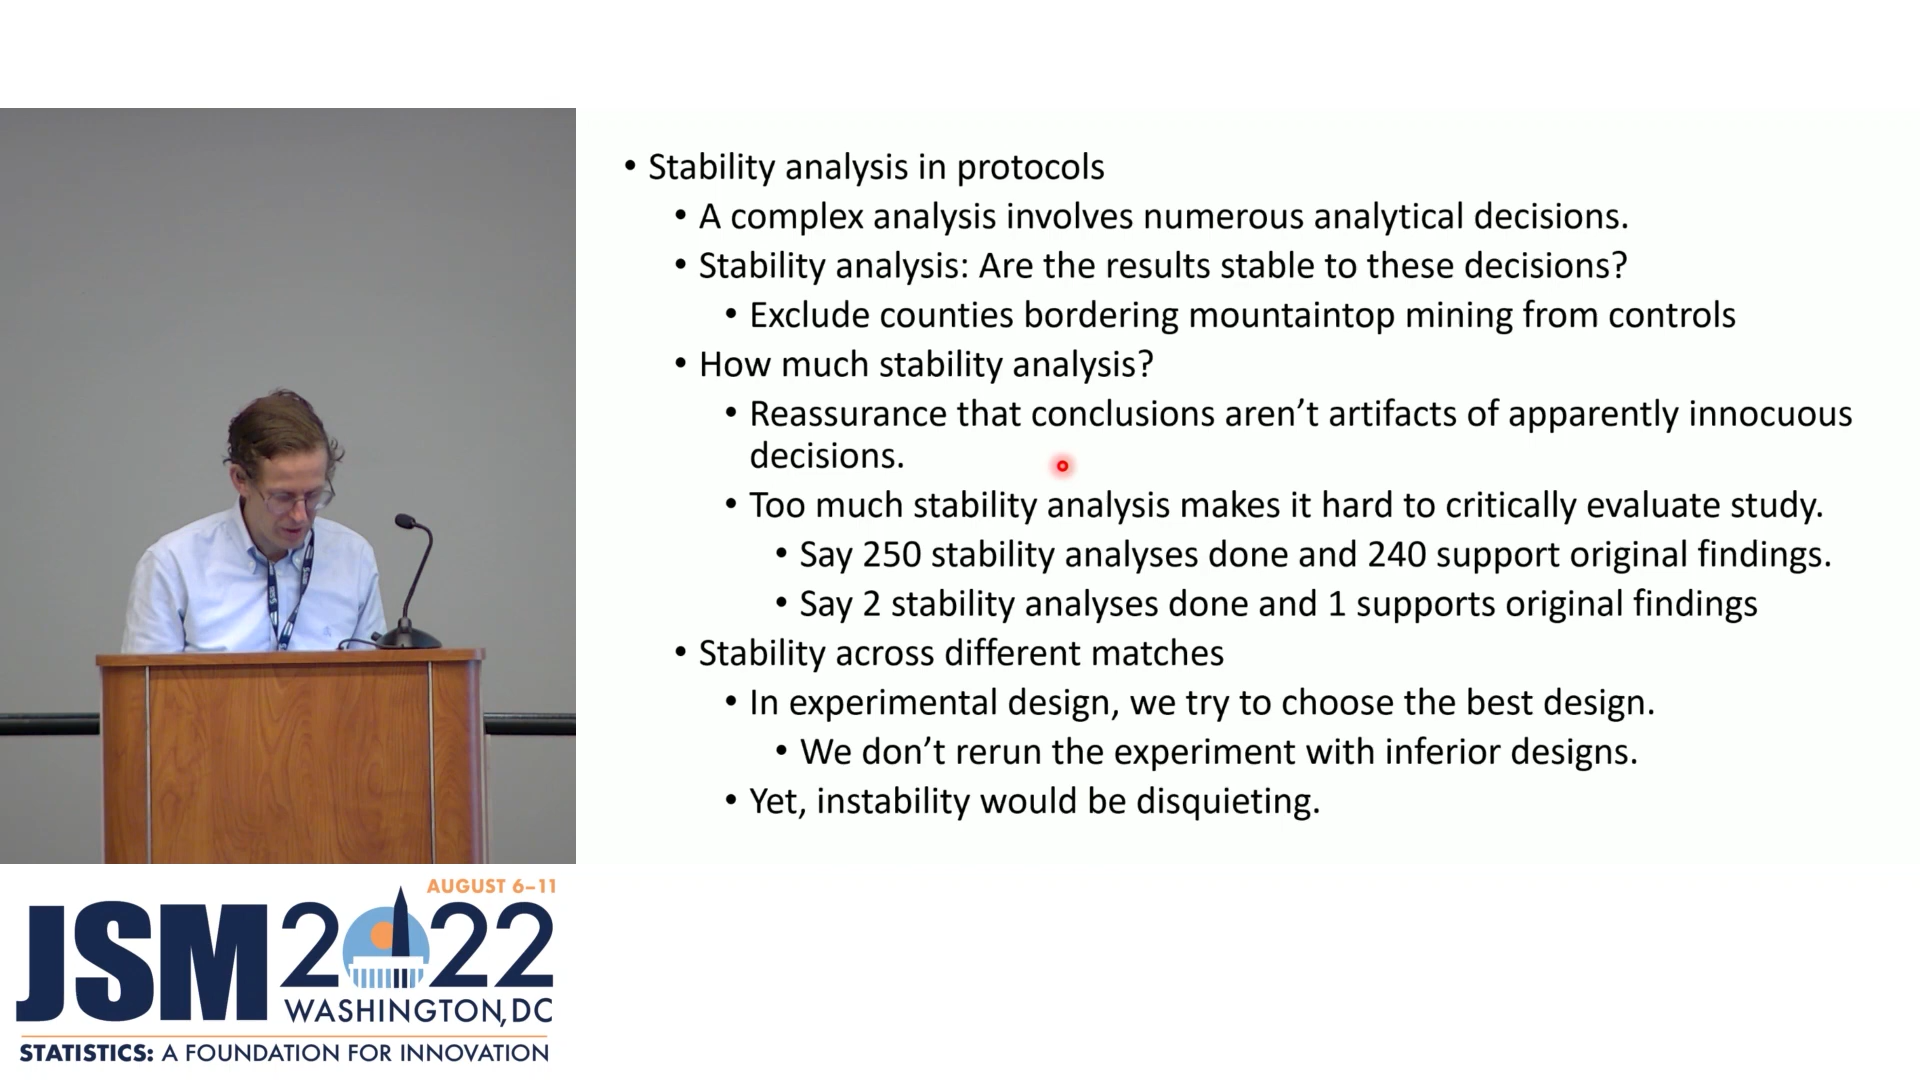 • Stability analysis in protocols
• A complex analysis involves numerous analytical decisions.
• Stability analysis: Are the results stable to these decisions?
• Exclude counties bordering mountaintop mining from controls
• How much stability analysis?
• Reassurance that conclusions aren’t artifacts of apparently innocuous
decisions.
• Too much stability analysis makes it hard to critically evaluate study.
• Say 250 stability analyses done and 240 support original findings.
• Say 2 stability analyses done and 1 supports original findings
• Stability across different matches
• In experimental design, we try to choose the best design.
• We don’t rerun the experiment with inferior designs.
• Yet, instability would be disquieting.
AUGUST 6–11
JSM 2022
WASHINGTON, DC
STATISTICS: A FOUNDATION FOR INNOVATION